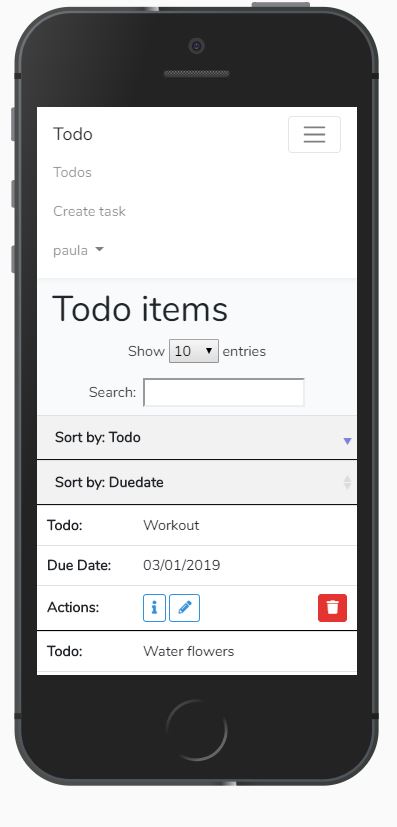 Todo
Todos
Create task
paula
Todo items
Show 10 entries
Search:
Sort by: Todo
Sort by: Duedate
Todo: Workout
Due Date: 03/01/2019
Actions:
Todo: Water flowers